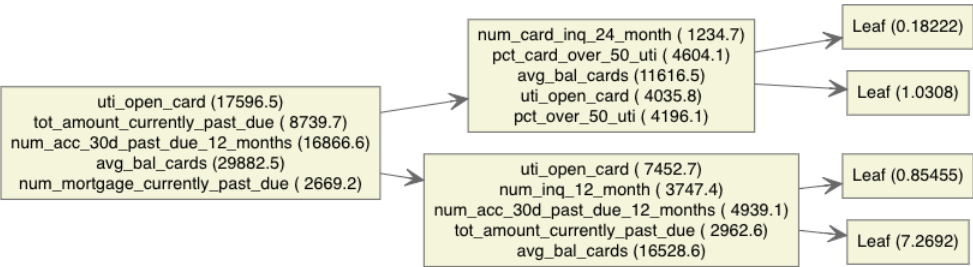 uti_open_card (17596.5)
tot_amount_currently_past_due ( 8739.7)
num_acc_30d_past_due_12_months (16866.6)
avg_bal_cards (29882.5)
num_mortgage_currently_past_due ( 2669.2)
num_card_inq_24_month ( 1234.7)
pct_card_over_50_uti ( 4604.1)
avg_bal_cards (11616.5)
uti_open_card ( 4035.8)
pct_over_50_uti ( 4196.1)
uti_open_card ( 7452.7)
num_inq_12_month ( 3747.4)
num_acc_30d_past_due_12_months ( 4939.1)
tot_amount_currently_past_due ( 2962.6)
avg_bal_cards (16528.6)
Leaf (0.18222)
Leaf (1.0308)
Leaf (0.85455)
Leaf (7.2692)